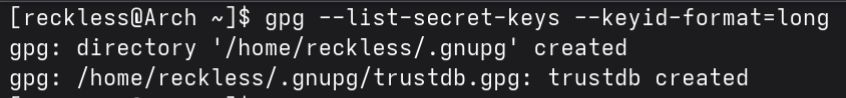 [reckless@Arch ~]$ gpg --list-secret-keys --keyid-format=long
gpg: directory '/home/reckless/.gnupg' created
gpg: /home/reckless/.gnupg/trustdb.gpg: trustdb created